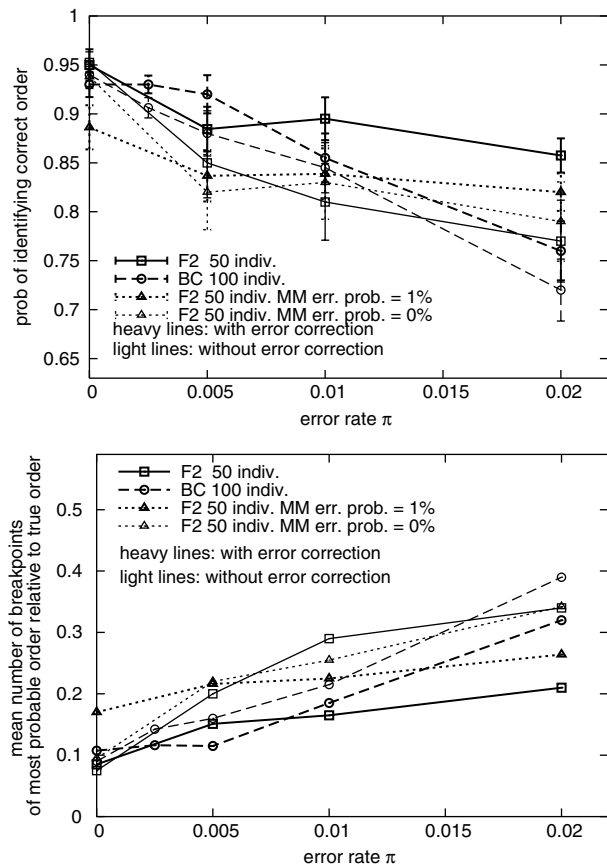 1
0.95
0.9
0.85
0.8
0.75
0.7
0.65
prob of identifying correct order
F2 50 indiv.
BC 100 indiv.
F2 50 indiv. MM err. prob. = 1%
F2 50 indiv. MM err. prob. = 0%
heavy lines: with error correction
light lines: without error correction
0 0.005 0.01 0.015 0.02
error rate π
F2 50 indiv.
BC 100 indiv.
F2 50 indiv. MM err. prob. = 1%
F2 50 indiv. MM err. prob. = 0%
heavy lines: with error correction
light lines: without error correction
0.5
0.4
0.3
0.2
0.1
0
mean number of breakpoints
of most probable order relative to true order
0 0.005 0.01 0.015 0.02
error rate π